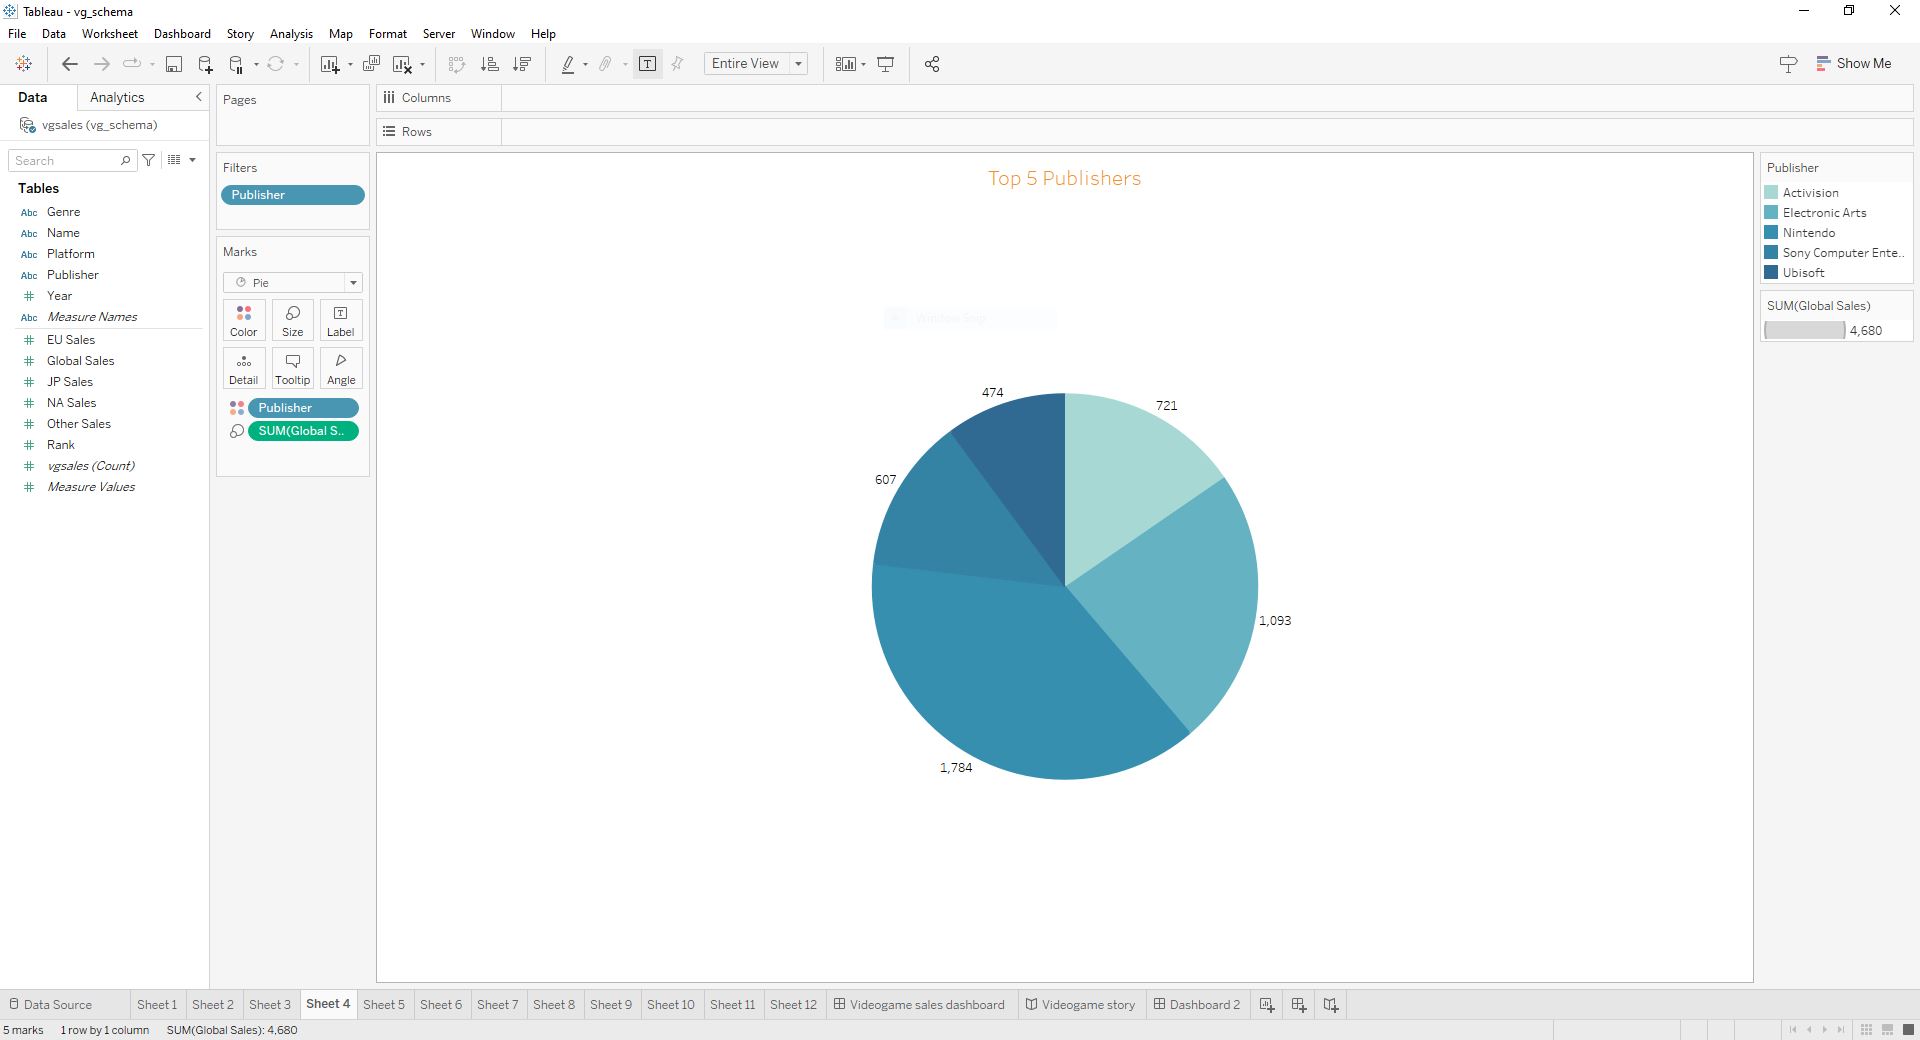 Tableau - vg_schema
File Data Worksheet Dashboard Story Analysis Map Format Server Window Help
Entire View
Show Me
Data Analytics
vgsales (vg_schema)
Search
Tables
Abc Genre
Abc Name
Abc Platform
Abc Publisher
# Year
Abc Measure Names
# EU Sales
# Global Sales
# JP Sales
# NA Sales
# Other Sales
# Rank
# vgsales (Count)
# Measure Values
Pages
Filters
Publisher
Marks
Pie
Color Size Label
Detail Tooltip Angle
Publisher
SUM(Global S..
Columns
Rows
Top 5 Publishers
Window Snip
474
721
607
1,093
1,784
Publisher
Activision
Electronic Arts
Nintendo
Sony Computer Ente..
Ubisoft
SUM(Global Sales)
4,680
Data Source Sheet 1 Sheet 2 Sheet 3 Sheet 4 Sheet 5 Sheet 6 Sheet 7 Sheet 8 Sheet 9 Sheet 10 Sheet 11 Sheet 12 Videogame sales dashboard Videogame story Dashboard 2
5 marks 1 row by 1 column SUM(Global Sales): 4,680